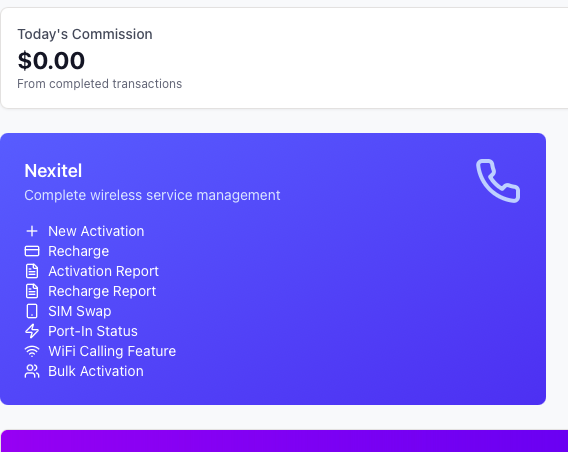 Today's Commission
$0.00
From completed transactions
Nexitel
Complete wireless service management
New Activation
Recharge
Activation Report
Recharge Report
SIM Swap
Port-In Status
WiFi Calling Feature
Bulk Activation